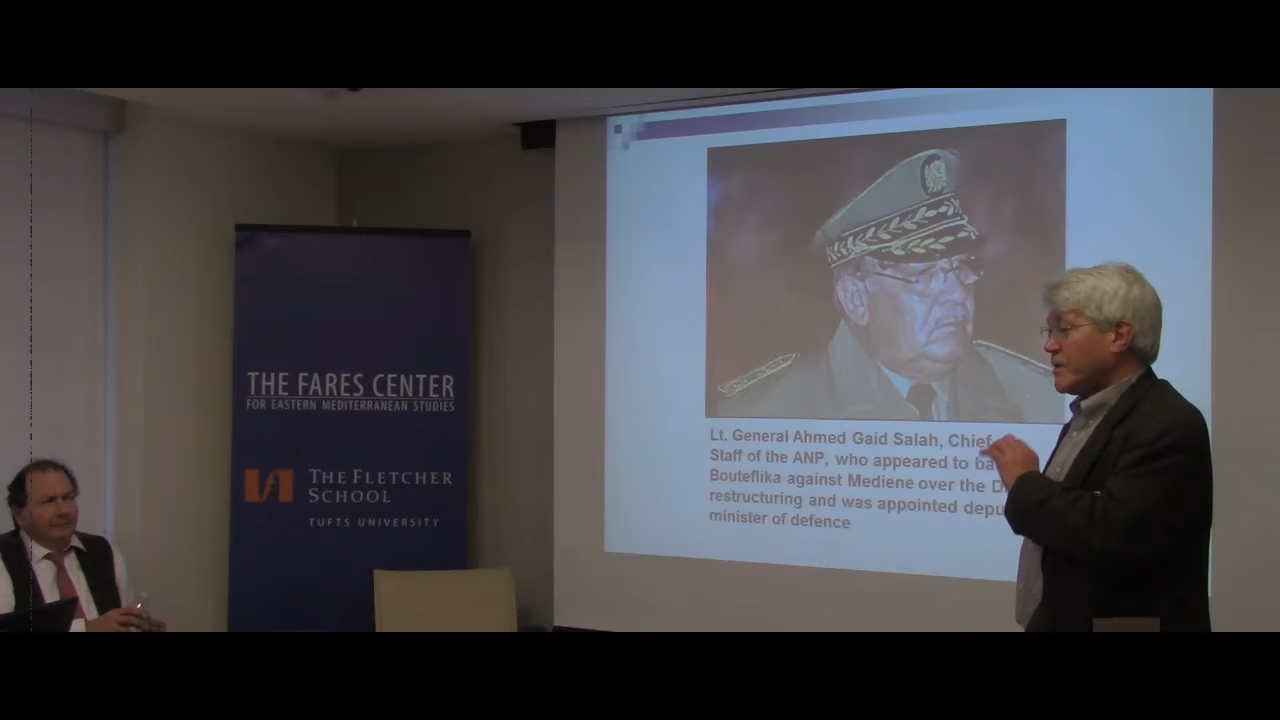 THE FARES CENTER
FOR EASTERN MEDITERRANEAN STUDIES
THE FLETCHER
SCHOOL
TUFTS UNIVERSITY
Lt. General Ahmed Gaid Salah, Chief
Staff of the ANP, who appeared to
Bouteflika against Mediene over the
restructuring and was appointed
minister of defence